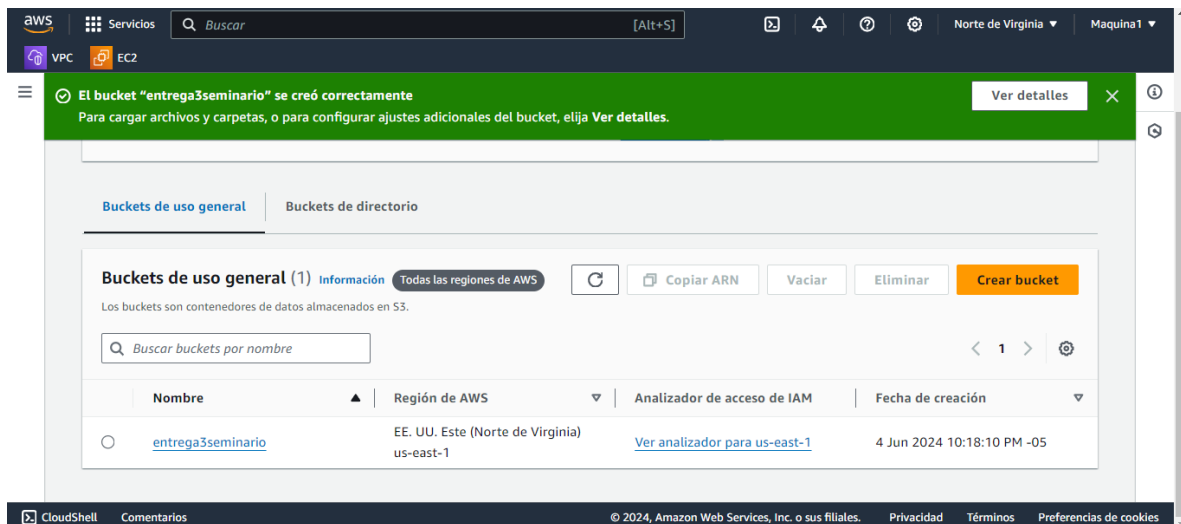 aws Servicios Buscar [Alt+S] Norte de Virginia ▼ Maquina1 ▼
VPC EC2
El bucket “entrega3seminario” se creó correctamente
Ver detalles
Para cargar archivos y carpetas, o para configurar ajustes adicionales del bucket, elija Ver detalles.
Buckets de uso general Buckets de directorio
Buckets de uso general (1) Información Todas las regiones de AWS Copiar ARN Vaciar Eliminar Crear bucket
Los buckets son contenedores de datos almacenados en S3.
Buscar buckets por nombre < 1 >
Nombre ▲ Región de AWS ▽ Analizador de acceso de IAM Fecha de creación ▽
entrega3seminario EE. UU. Este (Norte de Virginia) Ver analizador para us-east-1 4 Jun 2024 10:18:10 PM -05
us-east-1
CloudShell Comentarios © 2024, Amazon Web Services, Inc. o sus filiales. Privacidad Términos Preferencias de cookies